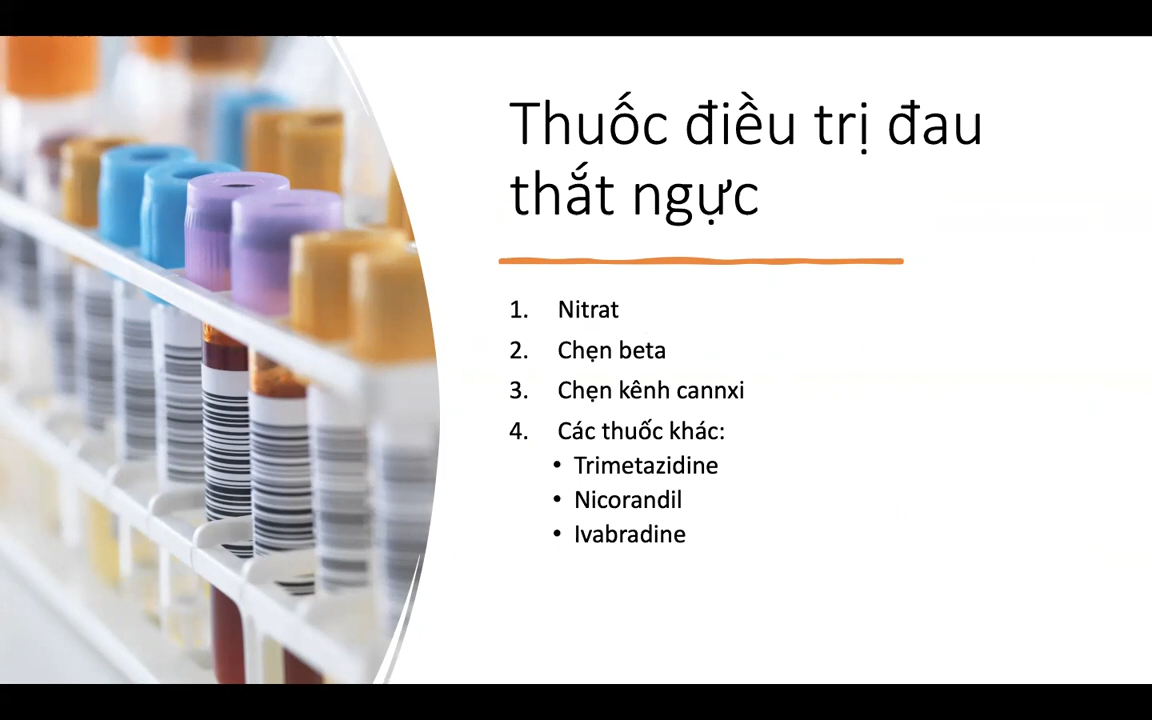 Thuốc điều trị đau
thắt ngực
1. Nitrat
2. Chẹn beta
3. Chẹn kênh cannxi
4. Các thuốc khác:
• Trimetazidine
• Nicorandil
• Ivabradine